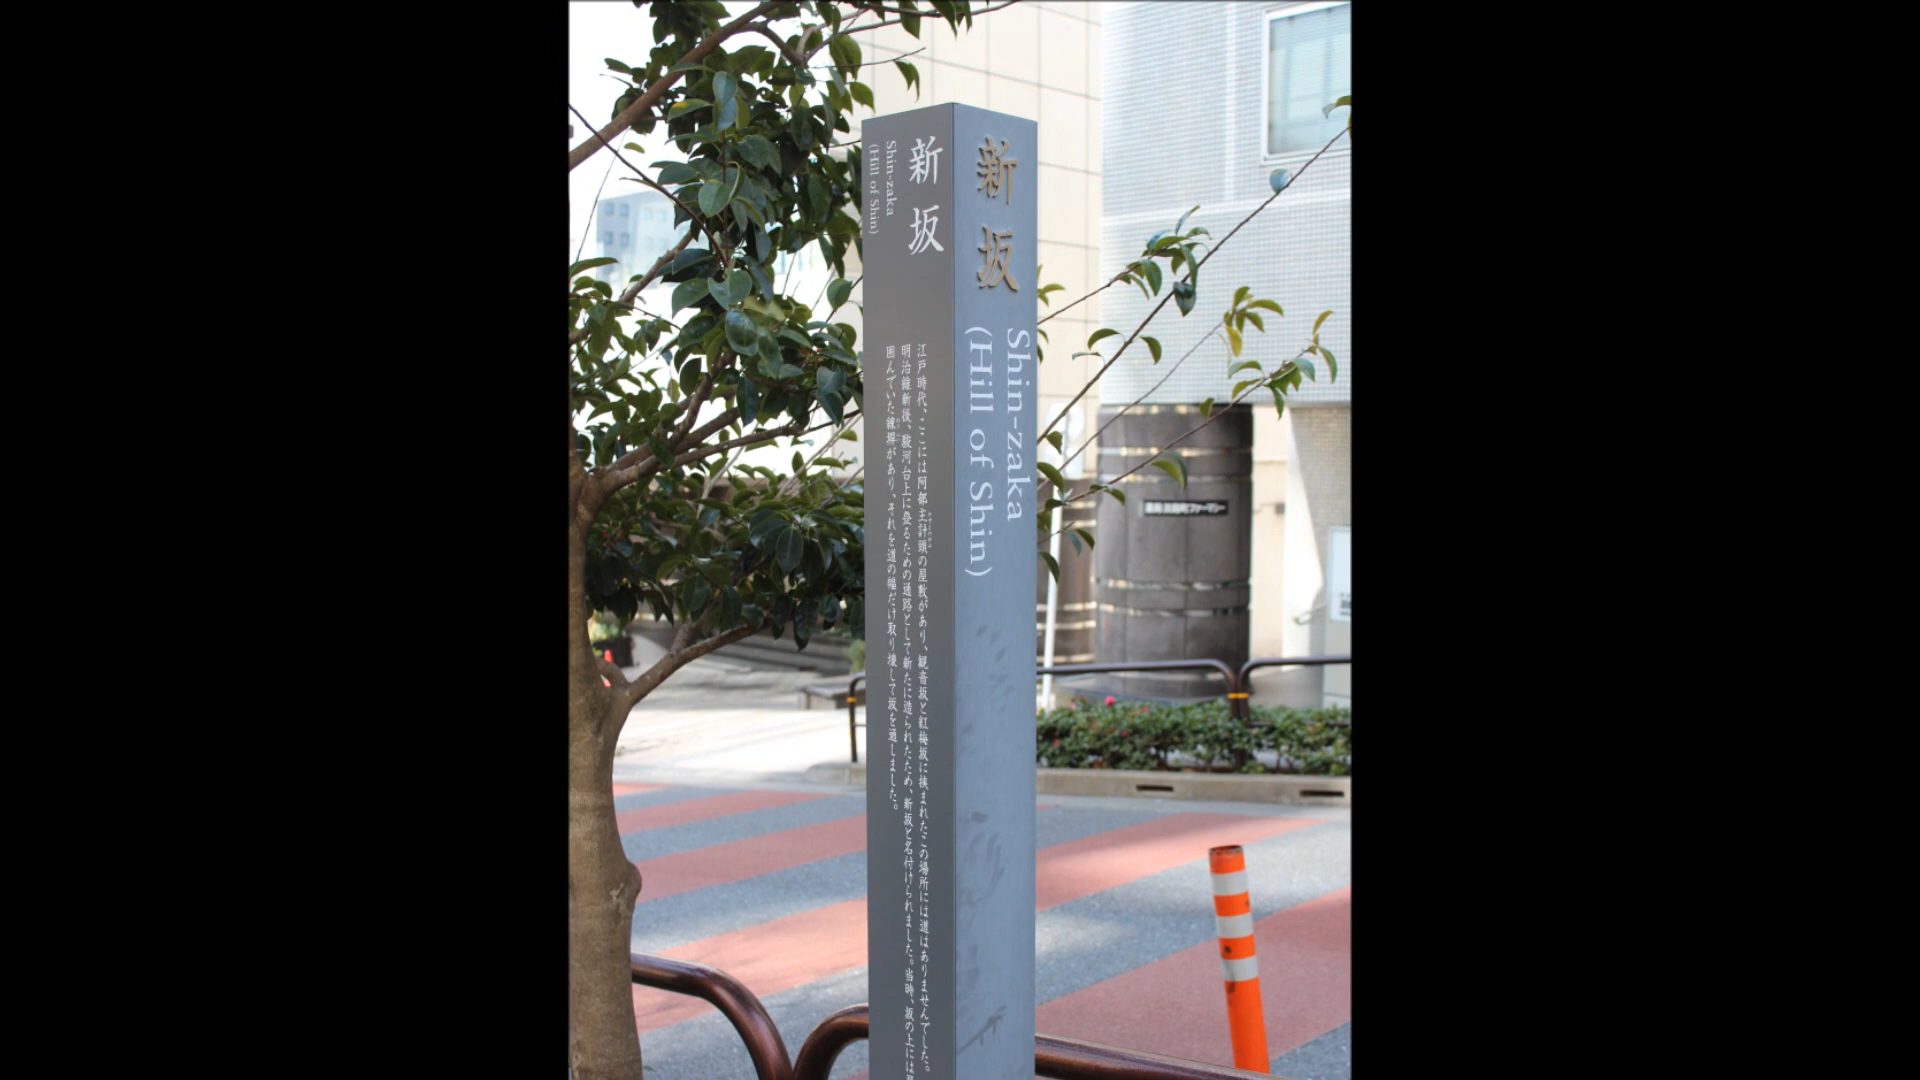 新坂
Shin-zaka
(Hill of Shin)
江戸時代、ここには阿部主計頭の屋敷があり、観音坂と紅梅坂に挟まれたこの場所には道はありませんでした。
明治維新後、駿河台上に登るための通路として新たに造られたため、新坂と名付けられました。当時、坂の上には
囲んでいた練塀があり、それを道の幅だけ取り壊して坂を通しました。
新坂
Shin-zaka
(Hill of Shin)